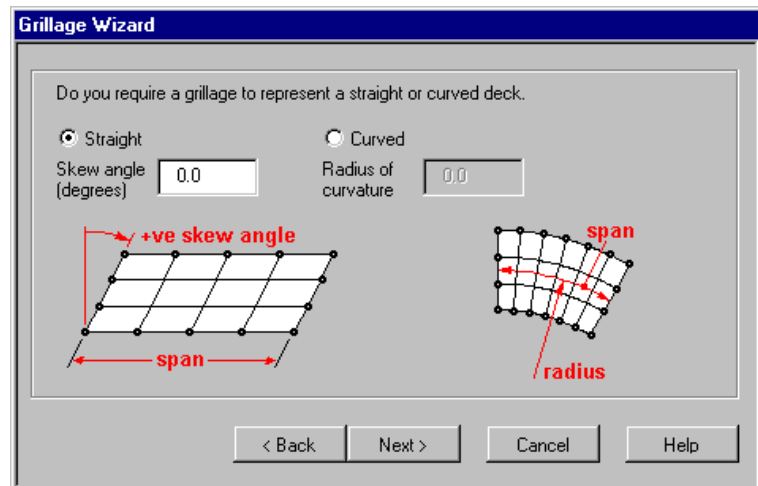 Grillage Wizard
Do you require a grillage to represent a straight or curved deck.
Straight
Curved
Skew angle
(degrees)
0.0
Radius of
curvature
0.0
+ve skew angle
span
span
radius
< Back
Next >
Cancel
Help